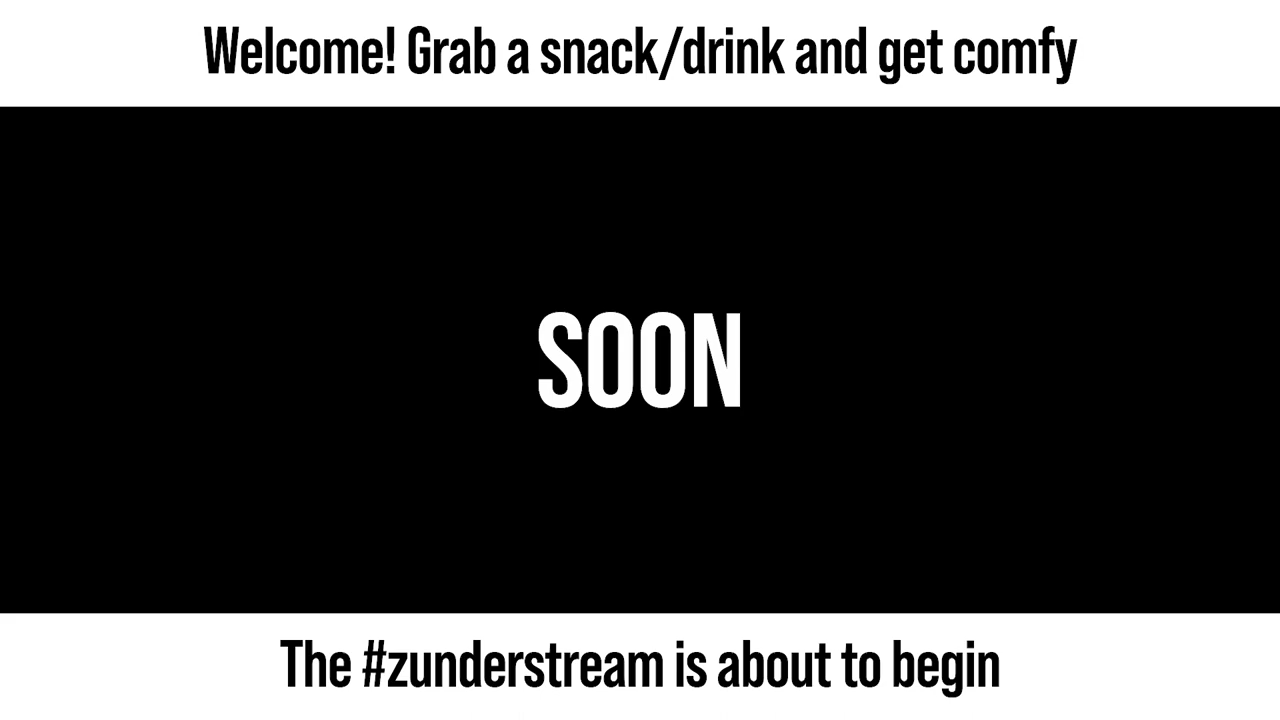 Welcome! Grab a snack/drink and get comfy
SOON
The #zunderstream is about to begin